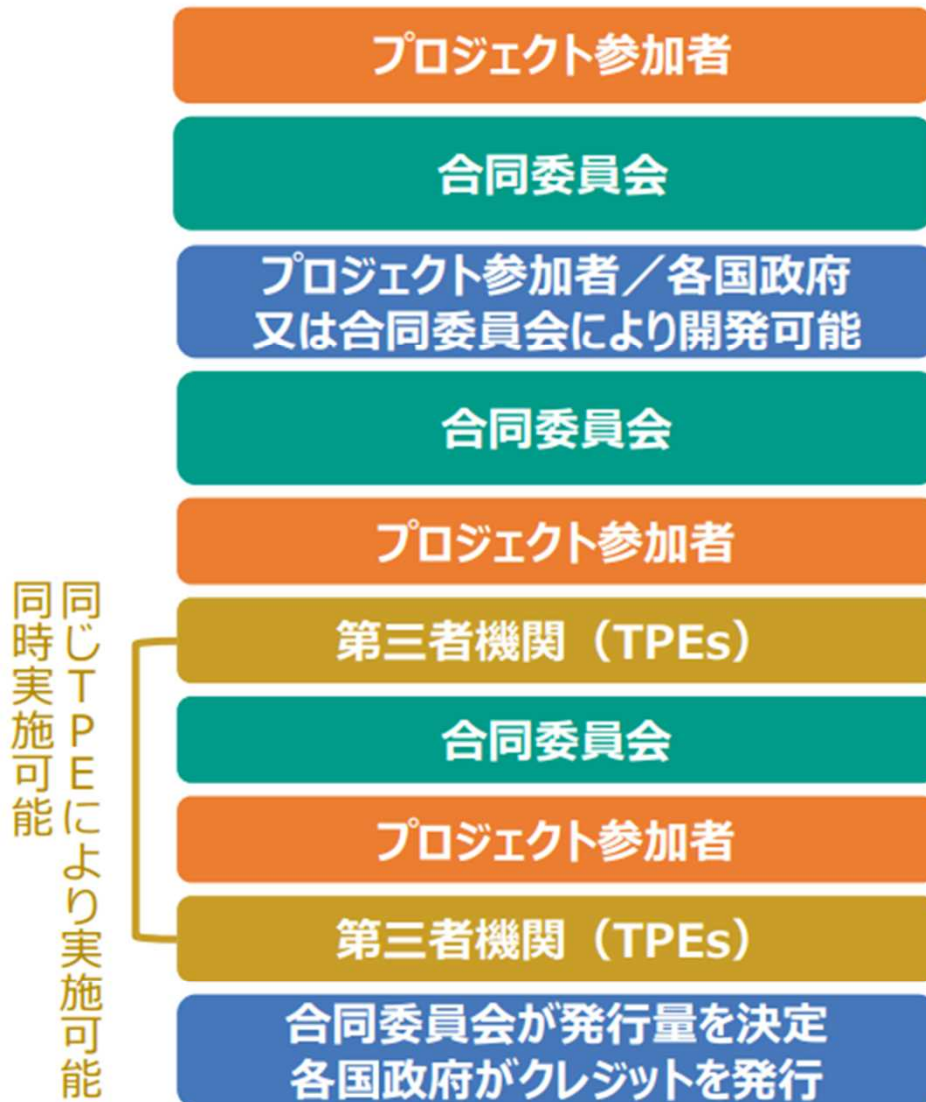 プロジェクト参加者
合同委員会
プロジェクト参加者／各国政府
又は合同委員会により開発可能
合同委員会
プロジェクト参加者
第三者機関（TPEs）
合同委員会
プロジェクト参加者
第三者機関（TPEs）
合同委員会が発行量を決定
各国政府がクレジットを発行
同じTPEにより実施可能
同時実施可能